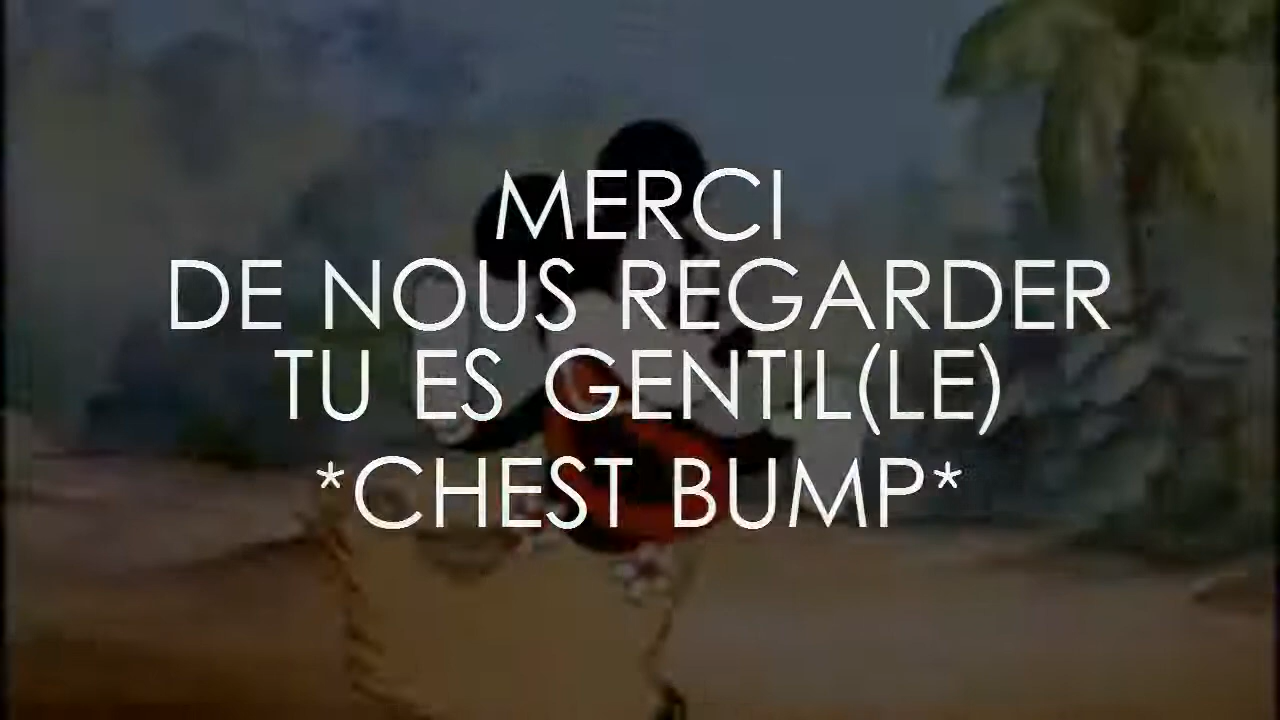 MERCI
DE NOUS REGARDER
TU ES GENTIL(LE)
*CHEST BUMP*